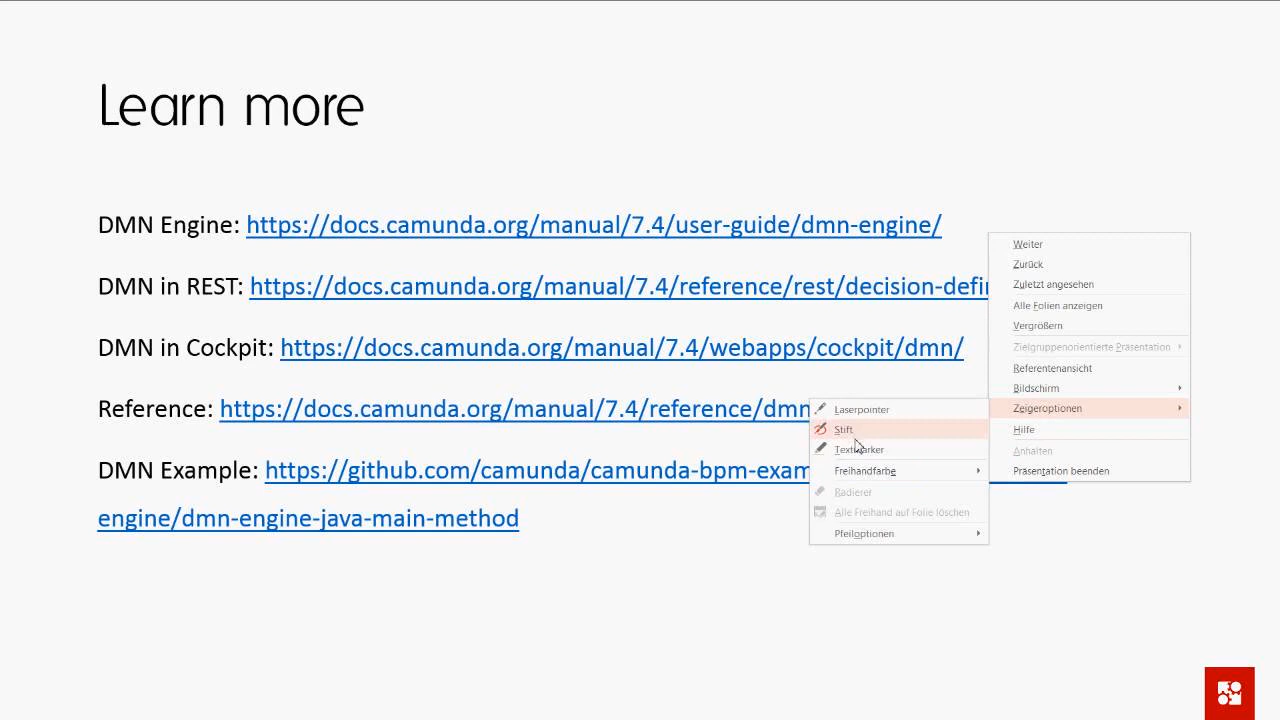 Learn more
DMN Engine: https://docs.camunda.org/manual/7.4/user-guide/dmn-engine/
DMN in REST: https://docs.camunda.org/manual/7.4/reference/rest/decision-defi
DMN in Cockpit: https://docs.camunda.org/manual/7.4/webapps/cockpit/dmn/
Reference: https://docs.camunda.org/manual/7.4/reference/dmn
DMN Example: https://github.com/camunda/camunda-bpm-exam
engine/dmn-engine-java-main-method
Weiter
Zurück
Zuletzt angesehen
Alle Folien anzeigen
Vergrößern
Zielgruppenorientierte Präsentation
Referentenansicht
Bildschirm
Zeigeroptionen
Hilfe
Anhalten
Präsentation beenden
Laserpointer
Stift
Textmarker
Freihandfarbe
Radierer
Alle Freihand auf Folie löschen
Pfeiloptionen